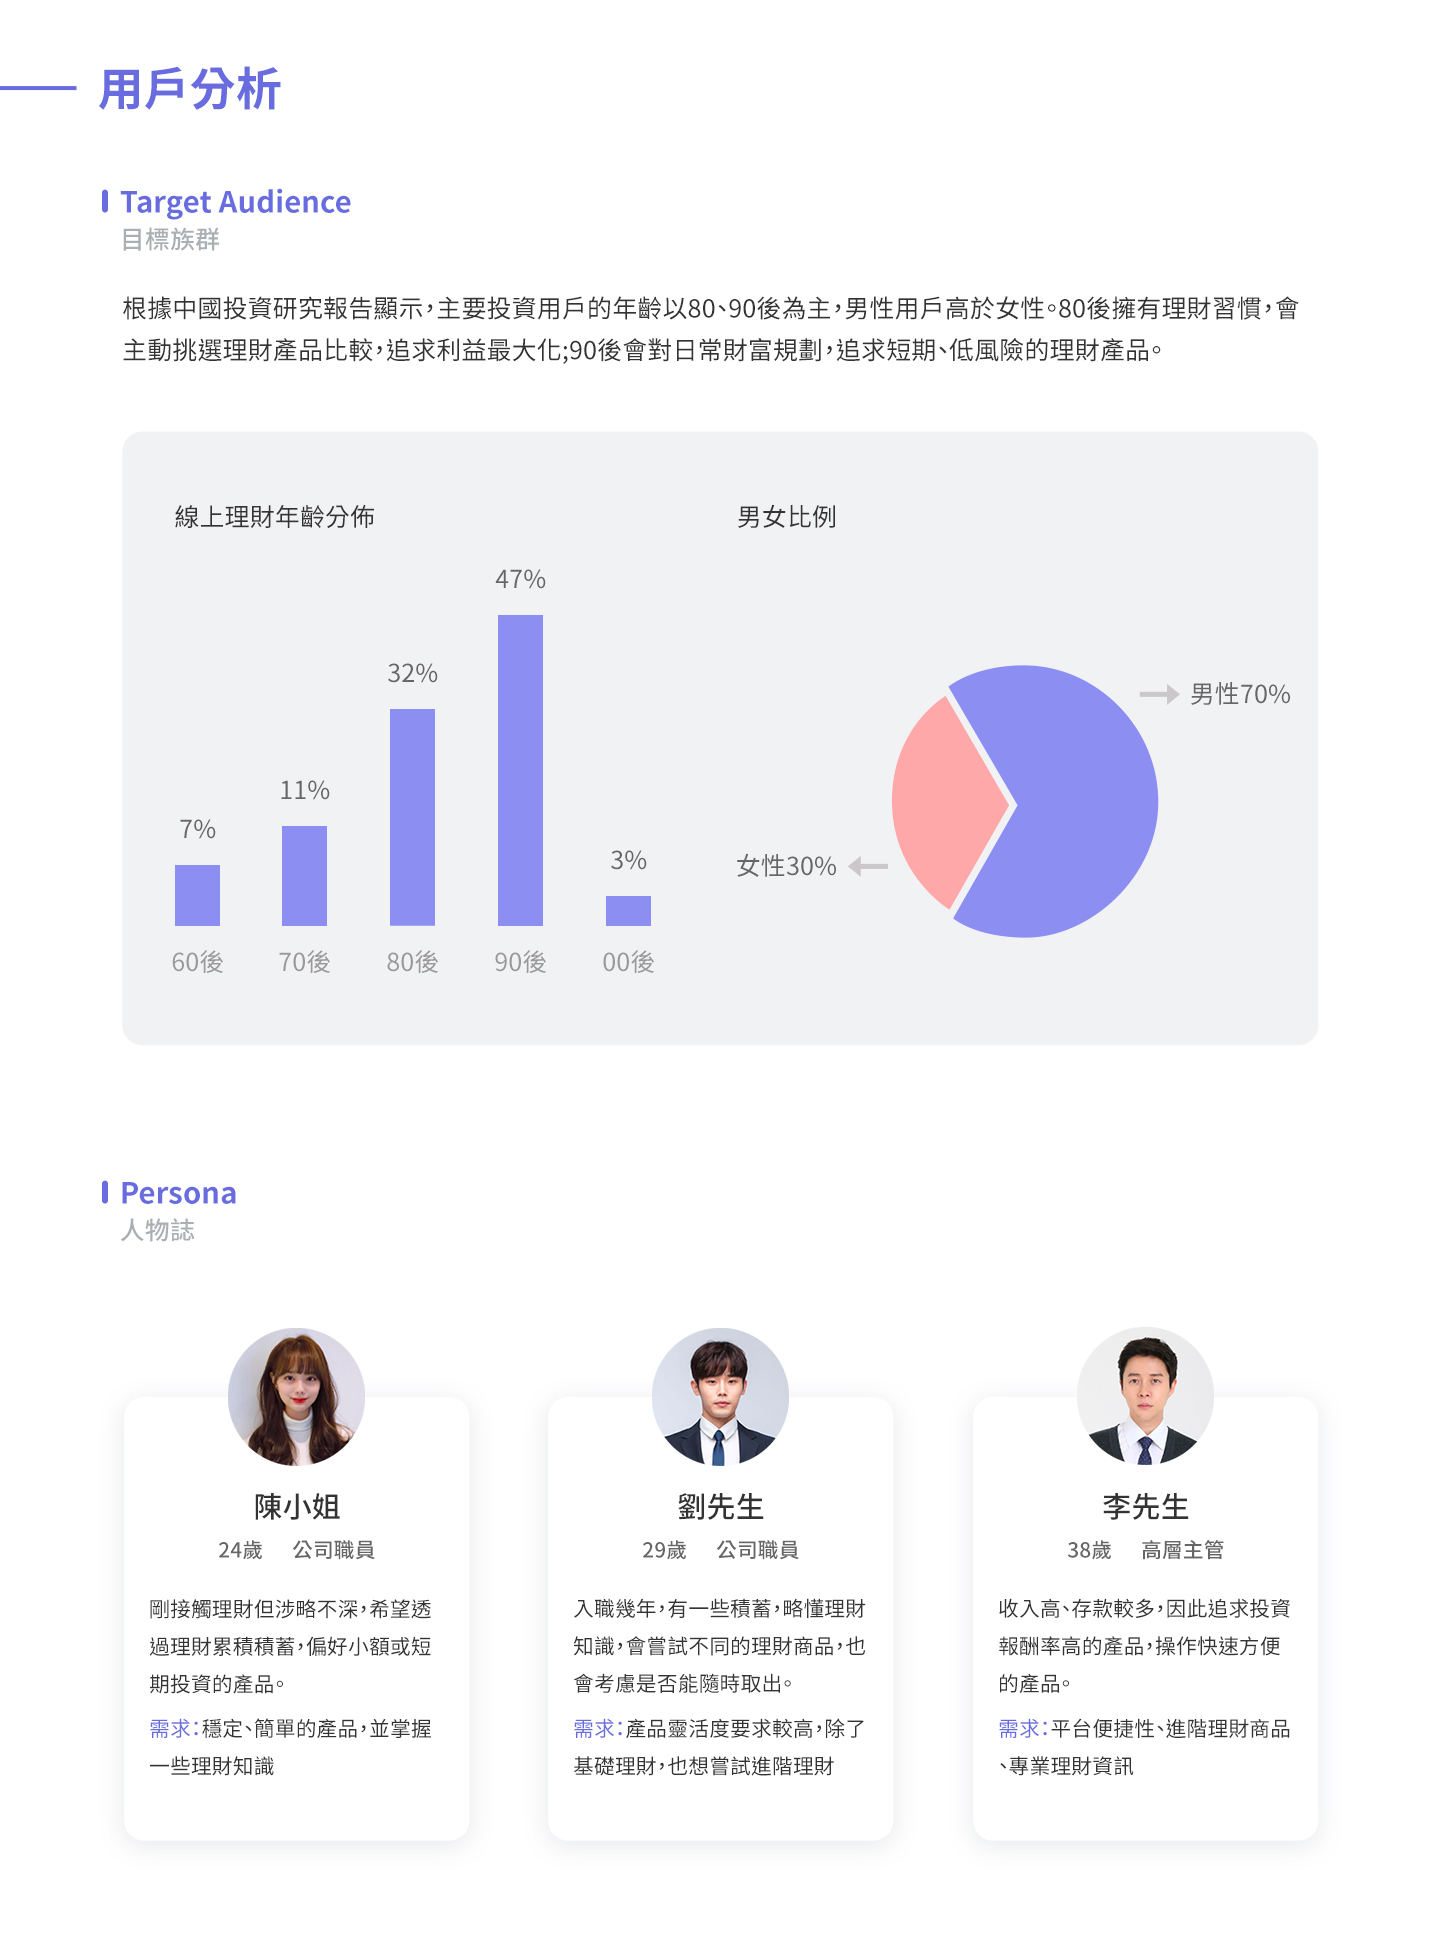 用戶分析
Target Audience
目標族群
根據中國投資研究報告顯示，主要投資用戶的年齡以80、90後為主，男性用戶高於女性。80後擁有理財習慣，會
主動挑選理財產品比較，追求利益最大化;90後會對日常財富規劃，追求短期、低風險的理財產品。
線上理財年齡分佈
男女比例
47%
32%
11%
7%
3%
60後
70後
80後
90後
00後
男性70%
女性30%
Persona
人物誌
陳小姐
24歲 公司職員
剛接觸理財但涉略不深，希望透
過理財累積積蓄，偏好小額或短
期投資的產品。
需求：穩定、簡單的產品，並掌握
一些理財知識
劉先生
29歲 公司職員
入職幾年，有一些積蓄，略懂理財
知識，會嘗試不同的理財商品，也
會考慮是否能隨時取出。
需求：產品靈活度要求較高，除了
基礎理財，也想嘗試進階理財
李先生
38歲 高層主管
收入高、存款較多，因此追求投資
報酬率高的產品，操作快速方便
的產品。
需求：平台便捷性、進階理財商品
、專業理財資訊